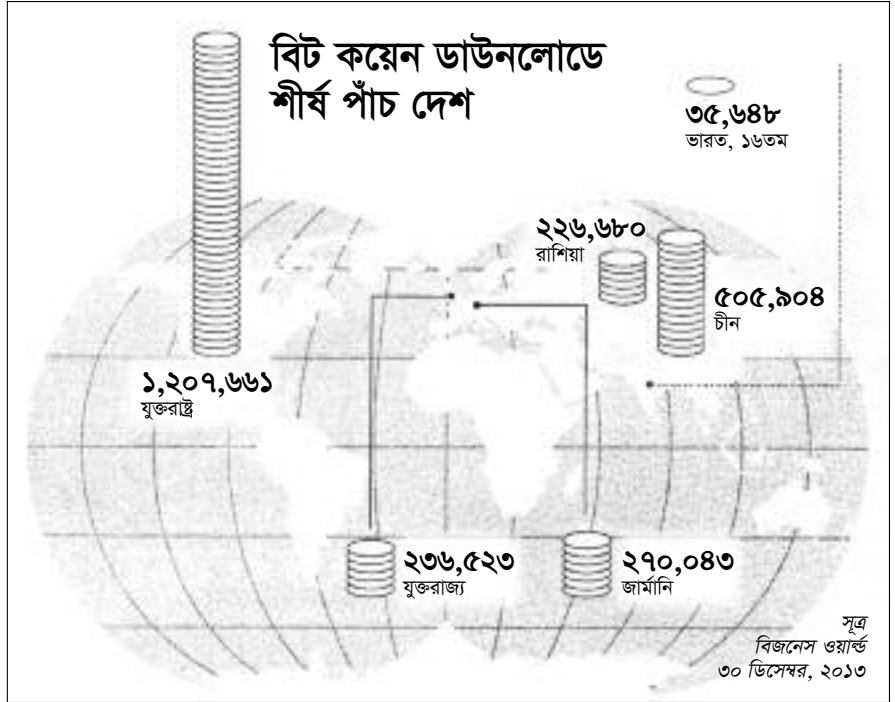 বিট কয়েন ডাউনলোডে
শীর্ষ পাঁচ দেশ
৩৫,৬৪৮
ভারত, ১৬তম
২২৬,৬৮০
রাশিয়া
৫০৫,৯০৪
চীন
১,২০৭,৬৬১
যুক্তরাষ্ট্র
২৩৬,৫২৩
যুক্তরাজ্য
২৭০,০৪৩
জার্মানি
সূত্র
বিজনেস ওয়ার্ল্ড
৩০ ডিসেম্বর, ২০১৩